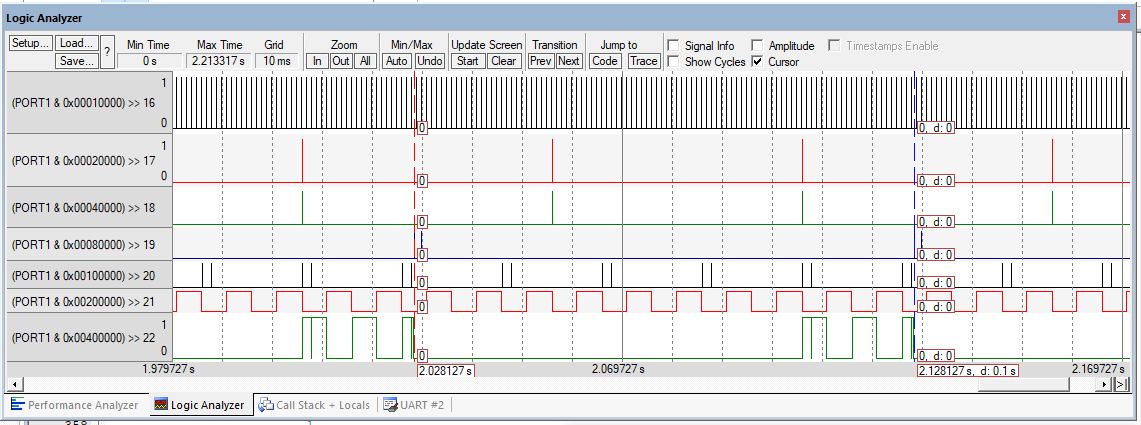 Logic Analyzer
Setup... Load... ? Min Time Max Time Grid Zoom Min/Max Update Screen Transition Jump to Signal Info Amplitude Timestamps Enable
Save... 0 s 2.213317 s 10 ms In Out All Auto Undo Start Clear Prev Next Code Trace Show Cycles Cursor
1
(PORT1 & 0x00010000) >> 16
0 0 0, d: 0
1
(PORT1 & 0x00020000) >> 17
0 0 0, d: 0
(PORT1 & 0x00040000) >> 18
0 0, d: 0
(PORT1 & 0x00080000) >> 19
0 0, d: 0
(PORT1 & 0x00100000) >> 20
0 0, d: 0
(PORT1 & 0x00200000) >> 21
0 0, d: 0
1
(PORT1 & 0x00400000) >> 22
0 0 0, d: 0
1.979727 s 2.028127 s 2.069727 s 2.128127 s, d: 0.1 s 2.169727 s
Performance Analyzer Logic Analyzer Call Stack + Locals UART #2
358